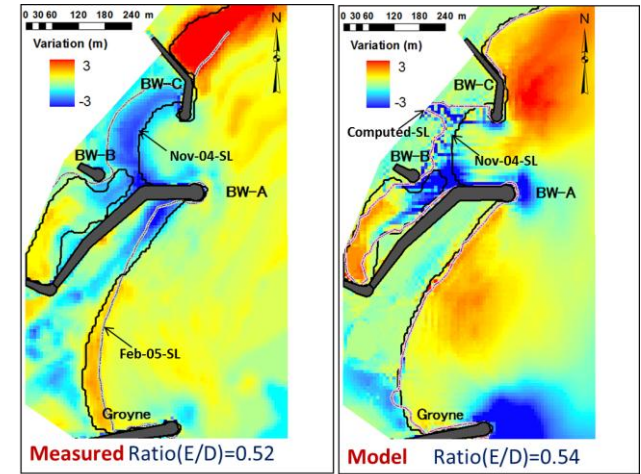 0 30 60 120 180 240 m
Variation (m)
3
-3
N
BW-C
Nov-04-SL
BW-B
BW-A
Feb-05-SL
Groyne
Measured Ratio(E/D)=0.52
0 30 60 120 180 240 m
Variation (m)
3
-3
N
BW-C
Computed-SL
Nov-04-SL
BW-B
BW-A
Groyne
Model Ratio(E/D)=0.54